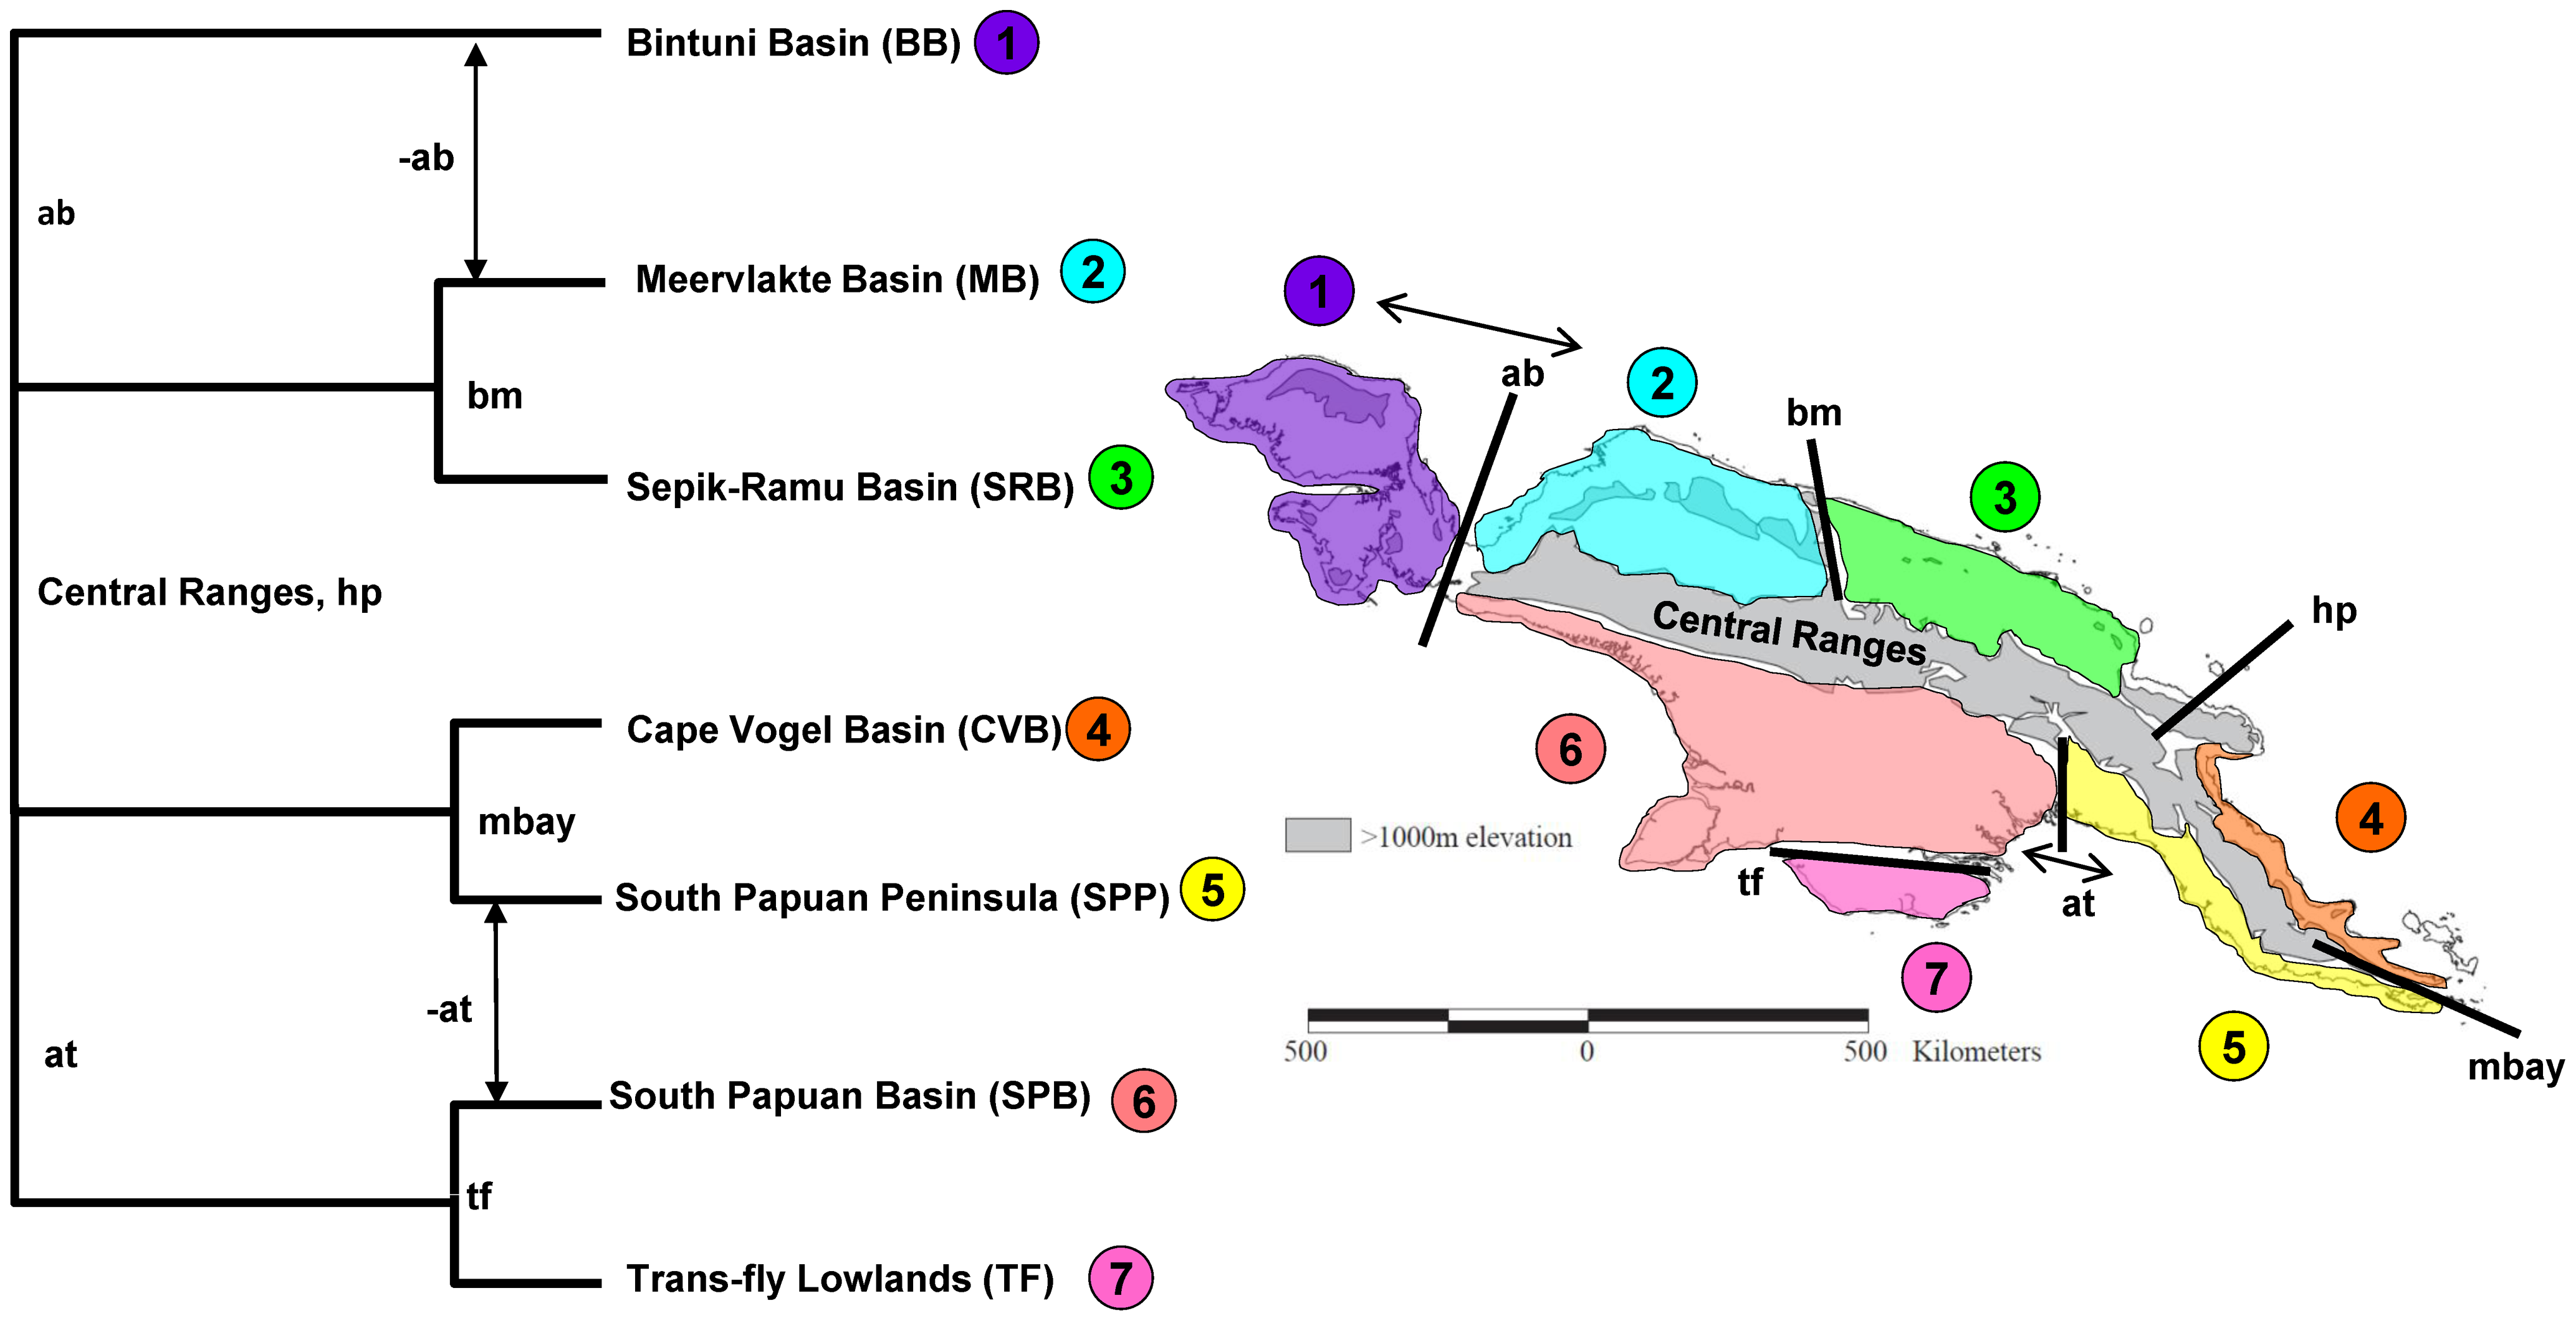 Bintuni Basin (BB) 1
-ab
ab
Meervlakte Basin (MB) 2
bm
Sepik-Ramu Basin (SRB) 3
Central Ranges, hp
Cape Vogel Basin (CVB) 4
mbay
South Papuan Peninsula (SPP) 5
-at
at
South Papuan Basin (SPB) 6
tf
Trans-fly Lowlands (TF) 7
1
ab
2
bm
3
hp
Central Ranges
6
4
>1000m elevation
tf
at
7
5
mbay
500 0 500 Kilometers